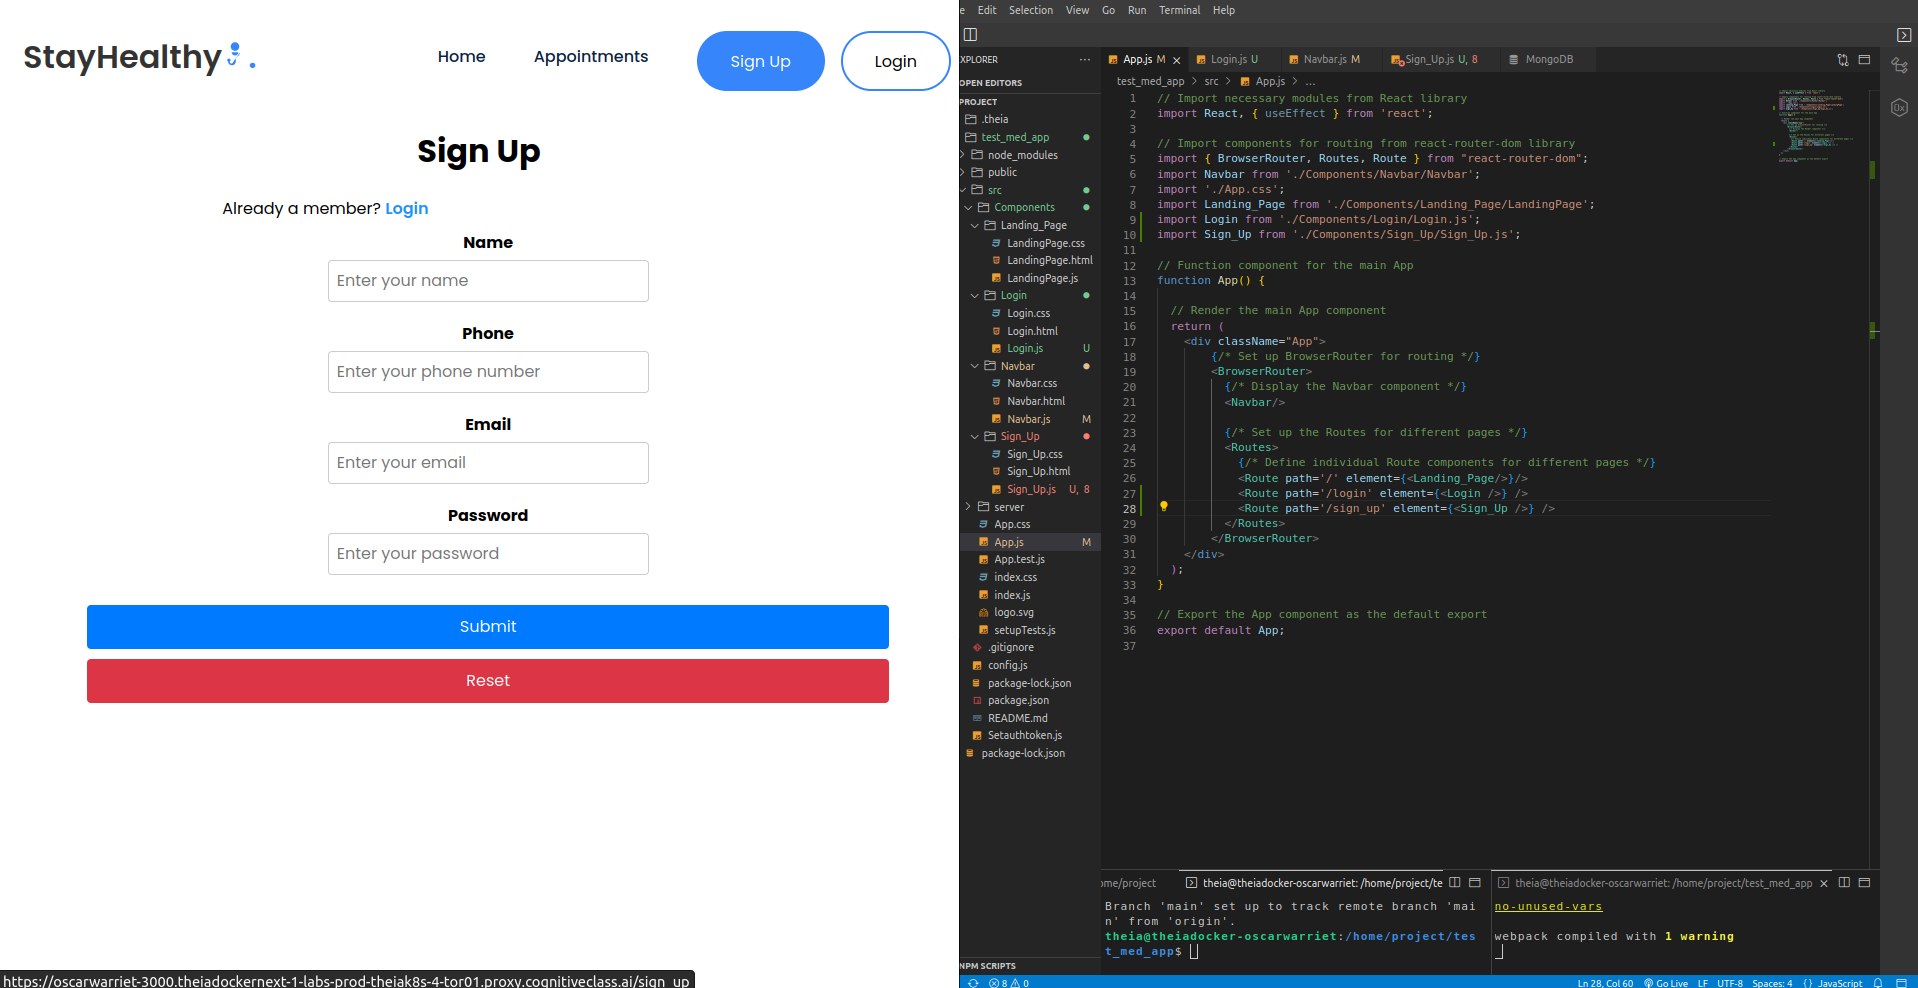 StayHealthy
.
Home
Appointments
Sign Up
Login
Sign Up
Already a member? Login
Name
Enter your name
Phone
Enter your phone number
Email
Enter your email
Password
Enter your password
Submit
Reset
https://oscarwarriet-3000.theiadockernext-1-labs-prod-theiak8s-4-tor01.proxy.cognitiveclass.ai/sign_up
e Edit Selection View Go Run Terminal Help
XPLORER ...
OPEN EDITORS
PROJECT
.theia
test_med_app
node_modules
public
src
Components
Landing_Page
LandingPage.css
LandingPage.html
LandingPage.js
Login
Login.css
Login.html
Login.js U
Navbar
Navbar.css
Navbar.html
Navbar.js M
Sign_Up
Sign_Up.css
Sign_Up.html
Sign_Up.js U, 8
server
App.css
App.js M
App.test.js
index.css
index.js
logo.svg
setupTests.js
.gitignore
config.js
package-lock.json
package.json
README.md
Setauthtoken.js
package-lock.json
NPM SCRIPTS
App.js M
Login.js U
Navbar.js M
Sign_Up.js U, 8
MongoDB
test_med_app > src > App.js > ...
1 // Import necessary modules from React library
2 import React, { useEffect } from 'react';
3
4 // Import components for routing from react-router-dom library
5 import { BrowserRouter, Routes, Route } from "react-router-dom";
6 import Navbar from './Components/Navbar/Navbar';
7 import './App.css';
8 import Landing_Page from './Components/Landing_Page/LandingPage';
9 import Login from './Components/Login/Login.js';
10 import Sign_Up from './Components/Sign_Up/Sign_Up.js';
11
12 // Function component for the main App
13 function App() {
14
15 // Render the main App component
16 return (
17 <div className="App">
18 {/* Set up BrowserRouter for routing */}
19 <BrowserRouter>
20 {/* Display the Navbar component */}
21 <Navbar/>
22
23 {/* Set up the Routes for different pages */}
24 <Routes>
25 {/* Define individual Route components for different pages */}
26 <Route path='/' element={<Landing_Page/>}/>
27 <Route path='/login' element={<Login />} />
28 <Route path='/sign_up' element={<Sign_Up />} />
29 </Routes>
30 </BrowserRouter>
31 </div>
32 );
33 }
34
35 // Export the App component as the default export
36 export default App;
37
ome/project
theia@theiadocker-oscarwarriet: /home/project/te
Branch 'main' set up to track remote branch 'mai
n' from 'origin'.
theia@theiadocker-oscarwarriet:/home/project/tes
t_med_app$
theia@theiadocker-oscarwarriet: /home/project/test_med_app
no-unused-vars
webpack compiled with 1 warning
8 0
Ln 28, Col 60 Go Live LF UTF-8 Spaces: 4 {} JavaScript